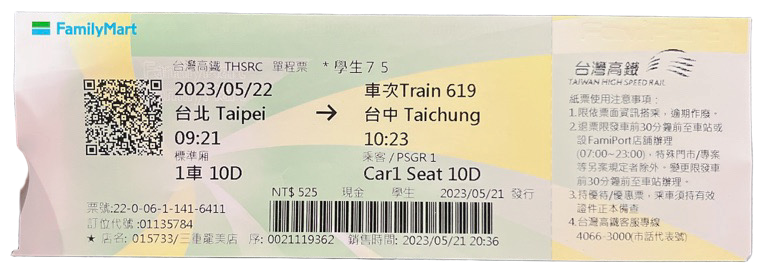 FamilyMart
台灣高鐵 THSRC 單程票 *學生75
2023/05/22 車次Train 619
台北 Taipei → 台中 Taichung
09:21 10:23
標準廂 乘客/PSGR 1
1車 10D Car1 Seat 10D
NT$ 525 現金 學生 2023/05/21 發行
票號:22-0-06-1-141-6411
訂位代號:01135784
★ 店名: 015733/三重龍美店 序: 0021119362 銷售時間: 2023/05/21 20:36
台灣高鐵
TAIWAN HIGH SPEED RAIL
紙票使用注意事項:
1.限依票面資訊搭乘,逾期作廢。
2.退票限發車前30分鐘前至車站或
設FamiPort店舖辦理
(07:00~23:00),特殊門市/專案
等另案規定者除外。變更限發車
前30分鐘前至車站辦理。
3.持優待/優惠票,乘車須持有效
證件正本備查
4.台灣高鐵客服專線
4066-3000(市話代表號)